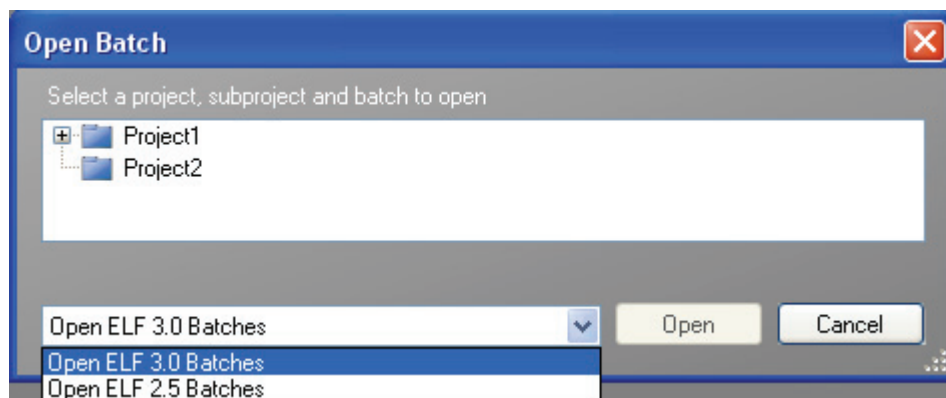 Open Batch
Select a project, subproject and batch to open
Project1
Project2
Open ELF 3.0 Batches
Open
Cancel
Open ELF 3.0 Batches
Open ELF 2.5 Batches